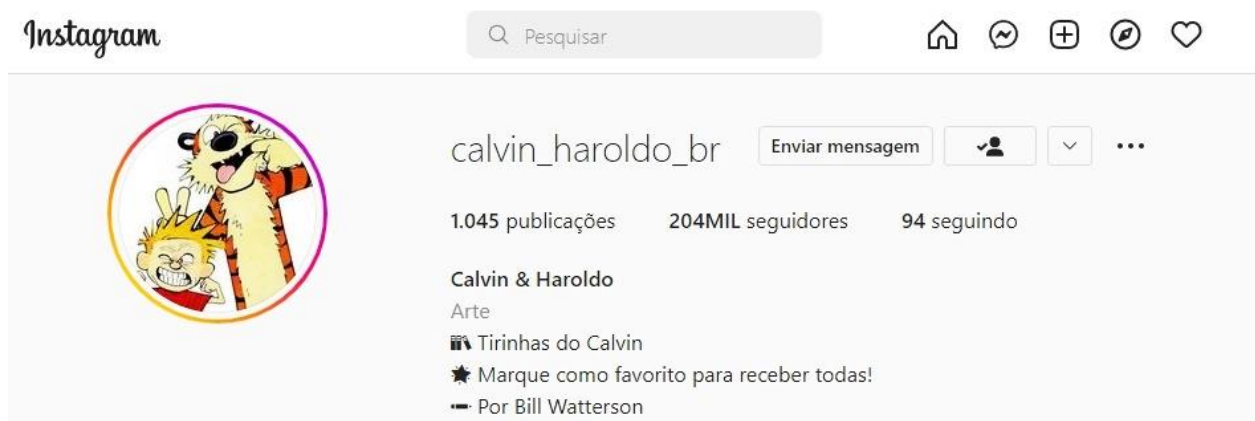 Instagram
Pesquisar
calvin_haroldo_br
Enviar mensagem
1.045 publicações 204MIL seguidores 94 seguindo
Calvin & Haroldo
Arte
Tirinhas do Calvin
Marque como favorito para receber todas!
Por Bill Watterson